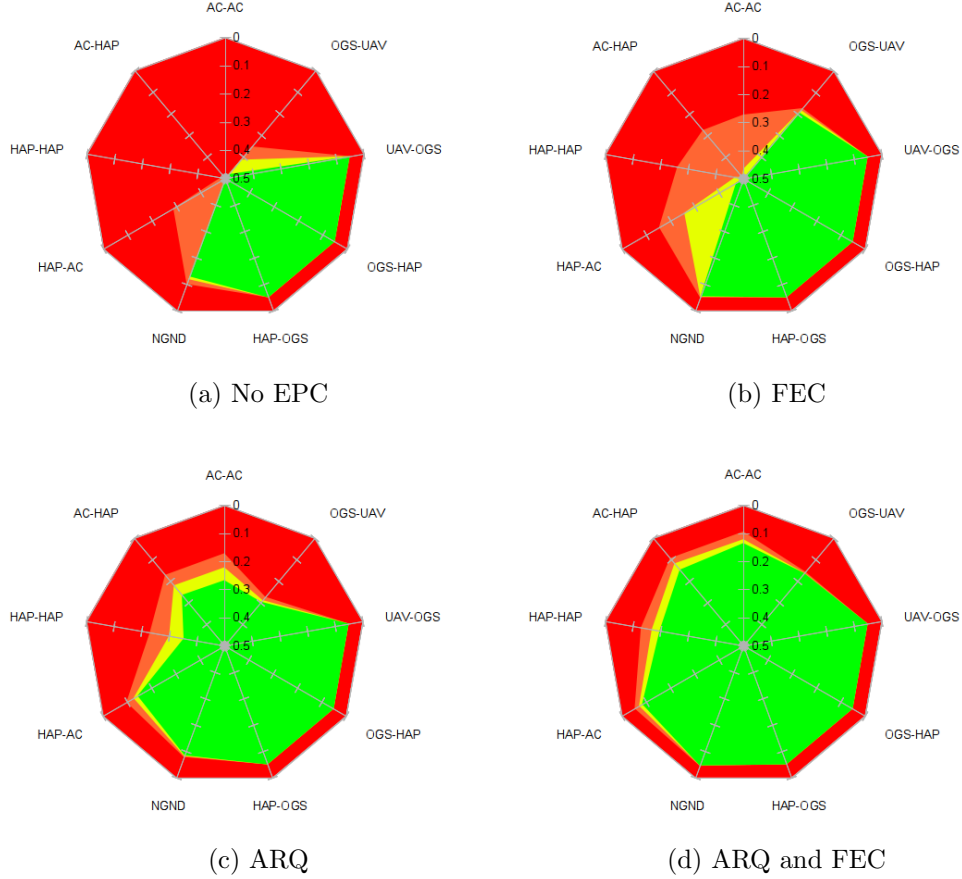 AC-AC
AC-HAP
OGS-UAV
HAP-HAP
UAV-OGS
HAP-AC
OGS-HAP
NGND
HAP-OGS
0
0.1
0.2
0.3
0.4
0.5
(a) No EPC
AC-AC
AC-HAP
OGS-UAV
HAP-HAP
UAV-OGS
HAP-AC
OGS-HAP
NGND
HAP-OGS
0
0.1
0.2
0.3
0.4
0.5
(b) FEC
AC-AC
AC-HAP
OGS-UAV
HAP-HAP
UAV-OGS
HAP-AC
OGS-HAP
NGND
HAP-OGS
0
0.1
0.2
0.3
0.4
0.5
(c) ARQ
AC-AC
AC-HAP
OGS-UAV
HAP-HAP
UAV-OGS
HAP-AC
OGS-HAP
NGND
HAP-OGS
0
0.1
0.2
0.3
0.4
0.5
(d) ARQ and FEC